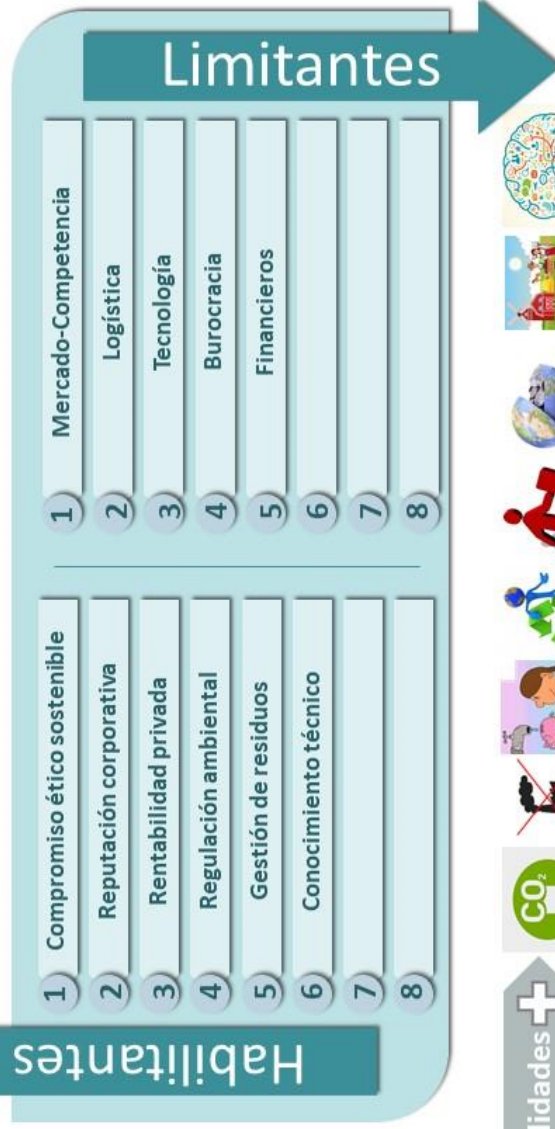 Habilitantes
1 Compromiso ético sostenible
2 Reputación corporativa
3 Rentabilidad privada
4 Regulación ambiental
5 Gestión de residuos
6 Conocimiento técnico
7
8
Limitantes
1 Mercado-Competencia
2 Logística
3 Tecnología
4 Burocracia
5 Financieros
6
7
8
CO₂